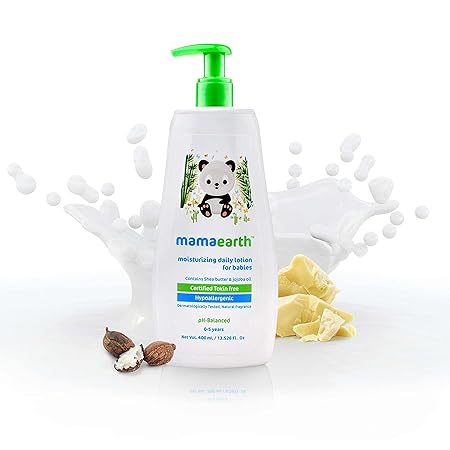 mamaearth™
moisturizing daily lotion
for babies
Contains Shea butter & jojoba oil
Certified Toxin free
Hypoallergenic
Dermatologically Tested, Natural Fragrance
pH-Balanced
0-5 years
Net Vol. 400 ml / 13.526 fl. Oz